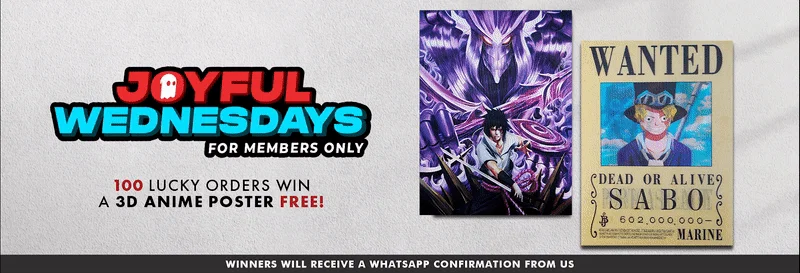 JOYFUL
WEDNESDAYS
FOR MEMBERS ONLY
100 LUCKY ORDERS WIN
A 3D ANIME POSTER FREE!
WANTED
DEAD OR ALIVE
SABO
602,000,000-
MARINE
WINNERS WILL RECEIVE A WHATSAPP CONFIRMATION FROM US